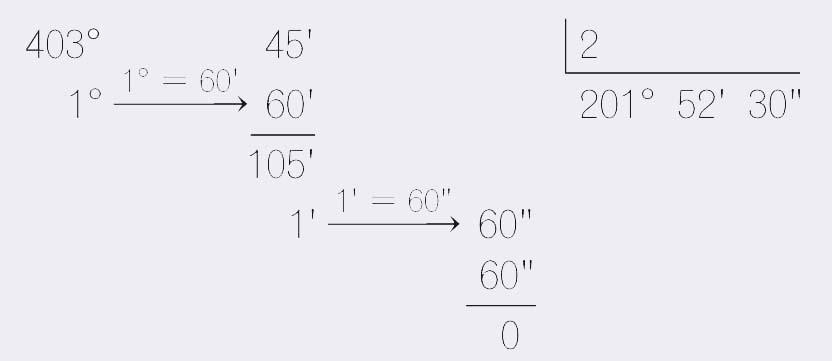 403° 45' 2
1° 1° = 60' 60' 201° 52' 30"
105'
1' 1' = 60" 60"
60"
0